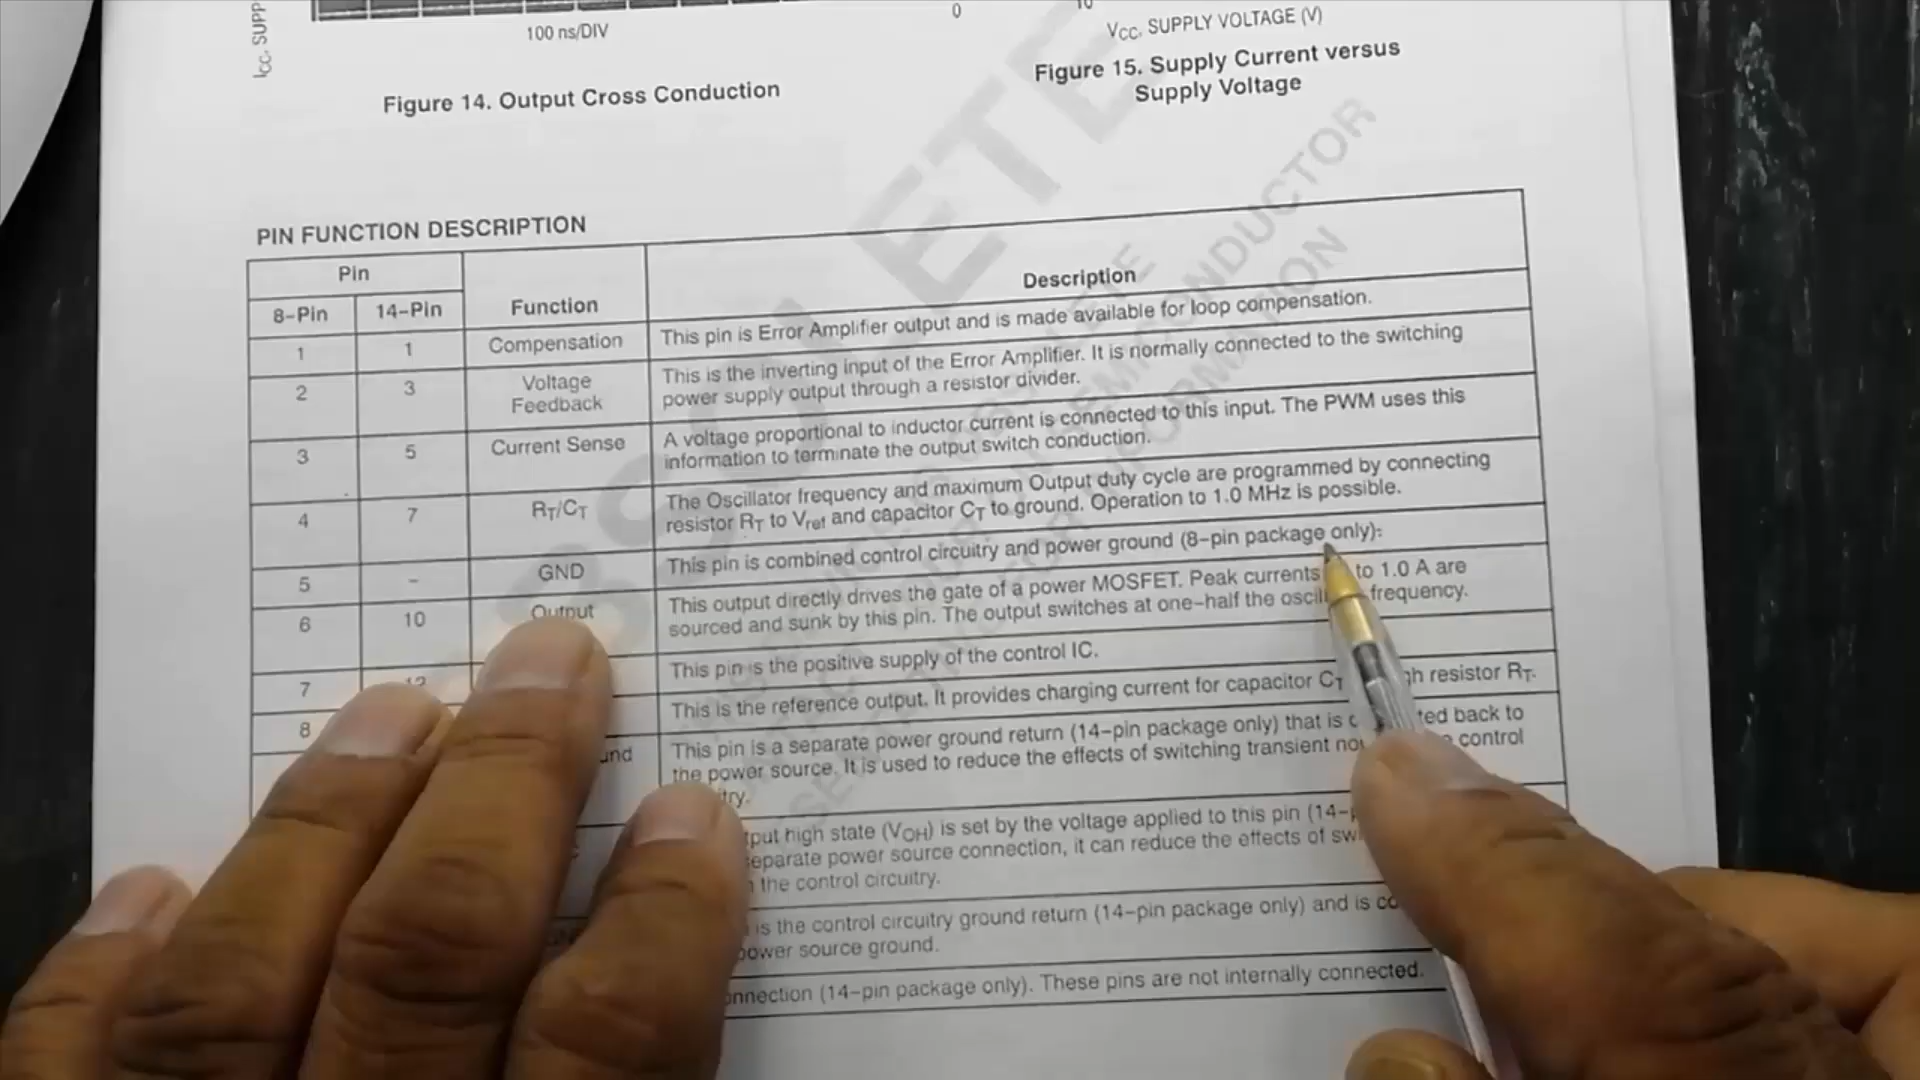 ICC, SUPP
100 ns/DIV
0
10
VCC, SUPPLY VOLTAGE (V)
Figure 14. Output Cross Conduction
Figure 15. Supply Current versus
Supply Voltage
PIN FUNCTION DESCRIPTION
Pin
8–Pin 14–Pin Function Description
1 1 Compensation This pin is Error Amplifier output and is made available for loop compensation.
2 3 Voltage Feedback This is the inverting input of the Error Amplifier. It is normally connected to the switching
power supply output through a resistor divider.
3 5 Current Sense A voltage proportional to inductor current is connected to this input. The PWM uses this
information to terminate the output switch conduction.
4 7 RT/CT The Oscillator frequency and maximum Output duty cycle are programmed by connecting
resistor RT to Vref and capacitor CT to ground. Operation to 1.0 MHz is possible.
5 – GND This pin is combined control circuitry and power ground (8–pin package only).
6 10 Output This output directly drives the gate of a power MOSFET. Peak currents to 1.0 A are
sourced and sunk by this pin. The output switches at one–half the frequency.
7 12 This pin is the positive supply of the control IC.
8 This is the reference output. It provides charging current for capacitor CT resistor RT.
This pin is a separate power ground return (14–pin package only) that is back to
the power source. It is used to reduce the effects of switching transient control
high state (VOH) is set by the voltage applied to this pin (14–
separate power source connection, it can reduce the effects of
the control circuitry.
is the control circuitry ground return (14–pin package only) and is
power source ground.
(14–pin package only). These pins are not internally connected.